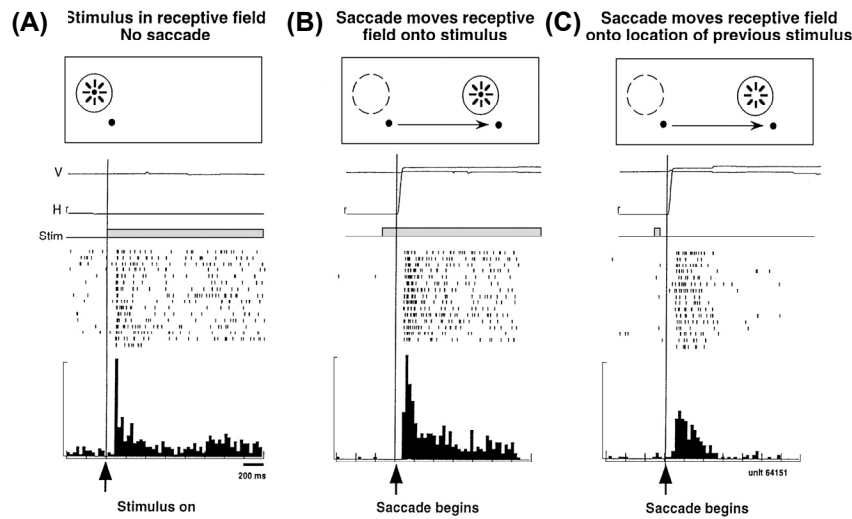 (A) Stimulus in receptive field
No saccade
(B) Saccade moves receptive
field onto stimulus
(C) Saccade moves receptive field
onto location of previous stimulus
V
H
Stim
200 ms
unit 64151
Stimulus on
Saccade begins
Saccade begins